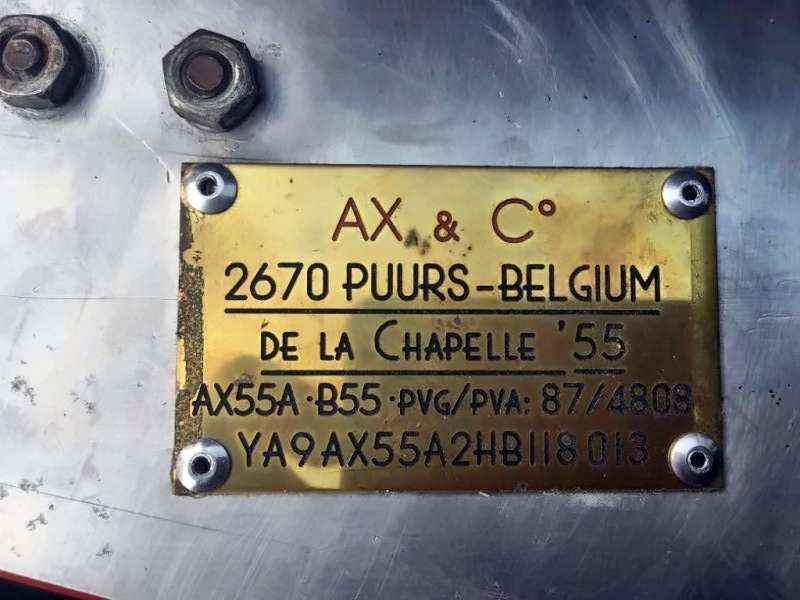 AX & C°
2670 PUURS-BELGIUM
DE LA CHAPELLE '55
AX55A·B55·PVG/PVA: 87/4808
YA9AX55A2HB118013